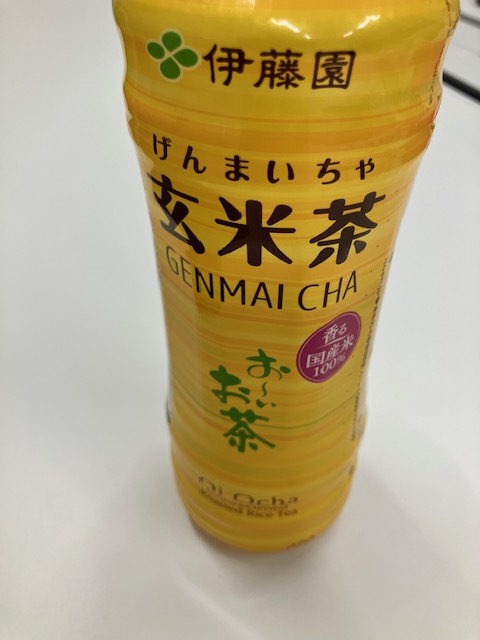 伊藤園
げんまいちゃ
玄米茶
GENMAI CHA
香る
国産米
100%
お～い
お茶
Oi Ocha
Roasted Rice Tea